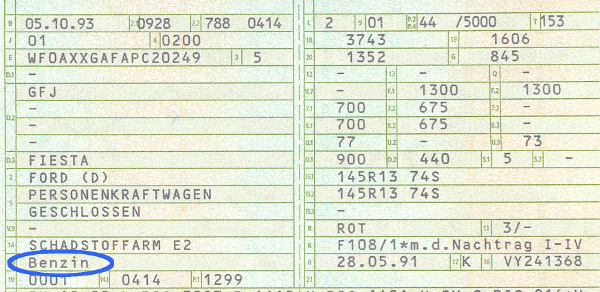 B 05.10.93 2.1 0928 2.2 788 0414
J 01 4 0200
E WF0AXXGAFAPC20249 3 5
D.1 -
GFJ
-
D.2 -
-
D.3 FIESTA
2 FORD (D)
5 PERSONENKRAFTWAGEN
GESCHLOSSEN
V.9 -
14 SCHADSTOFFARM E2
Benzin
10 0001 14.1 0414 P.1 1299
L 2 9 01 P.2 P.4 44 /5000 T 153
18 3743 19 1606
20 1352 G 845
12 - 13 - Q -
V.7 - F.1 1300 F.2 1300
7.1 700 7.2 675 7.3 -
8.1 700 8.2 675 8.3 -
U.1 77 U.2 - U.3 73
O.1 900 O.2 440 S.1 5 S.2 -
15.1 145R13 74S
15.2 145R13 74S
15.3 -
R ROT 11 3/-
K F108/1*m.d.Nachtrag I-IV
6 28.05.91 17 K 16 VY241368
21